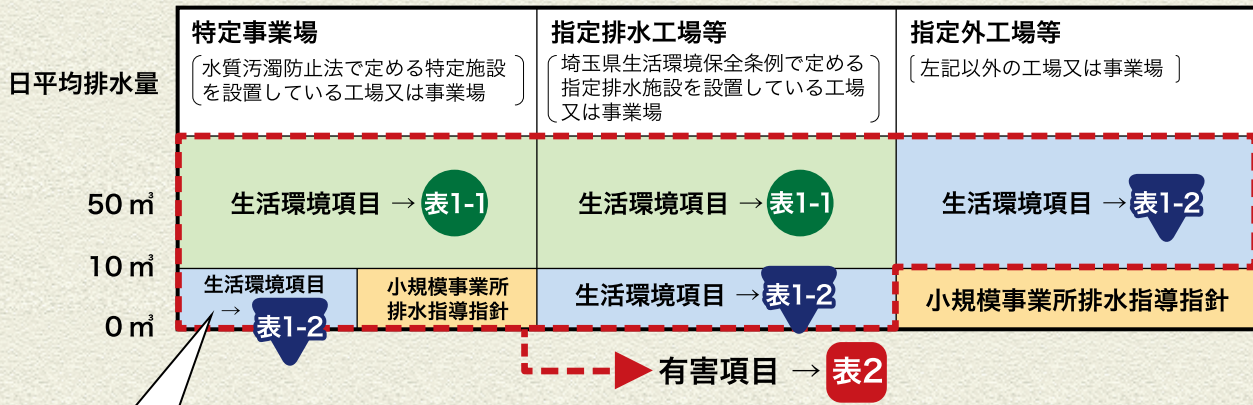 特定事業場
水質汚濁防止法で定める特定施設
を設置している工場又は事業場
指定排水工場等
埼玉県生活環境保全条例で定める
指定排水施設を設置している工場
又は事業場
指定外工場等
左記以外の工場又は事業場
日平均排水量
50㎥
10㎥
0㎥
生活環境項目 → 表1-1
生活環境項目 → 表1-1
生活環境項目 → 表1-2
生活環境項目
→ 表1-2
小規模事業所
排水指導指針
生活環境項目 → 表1-2
小規模事業所排水指導指針
有害項目 → 表2